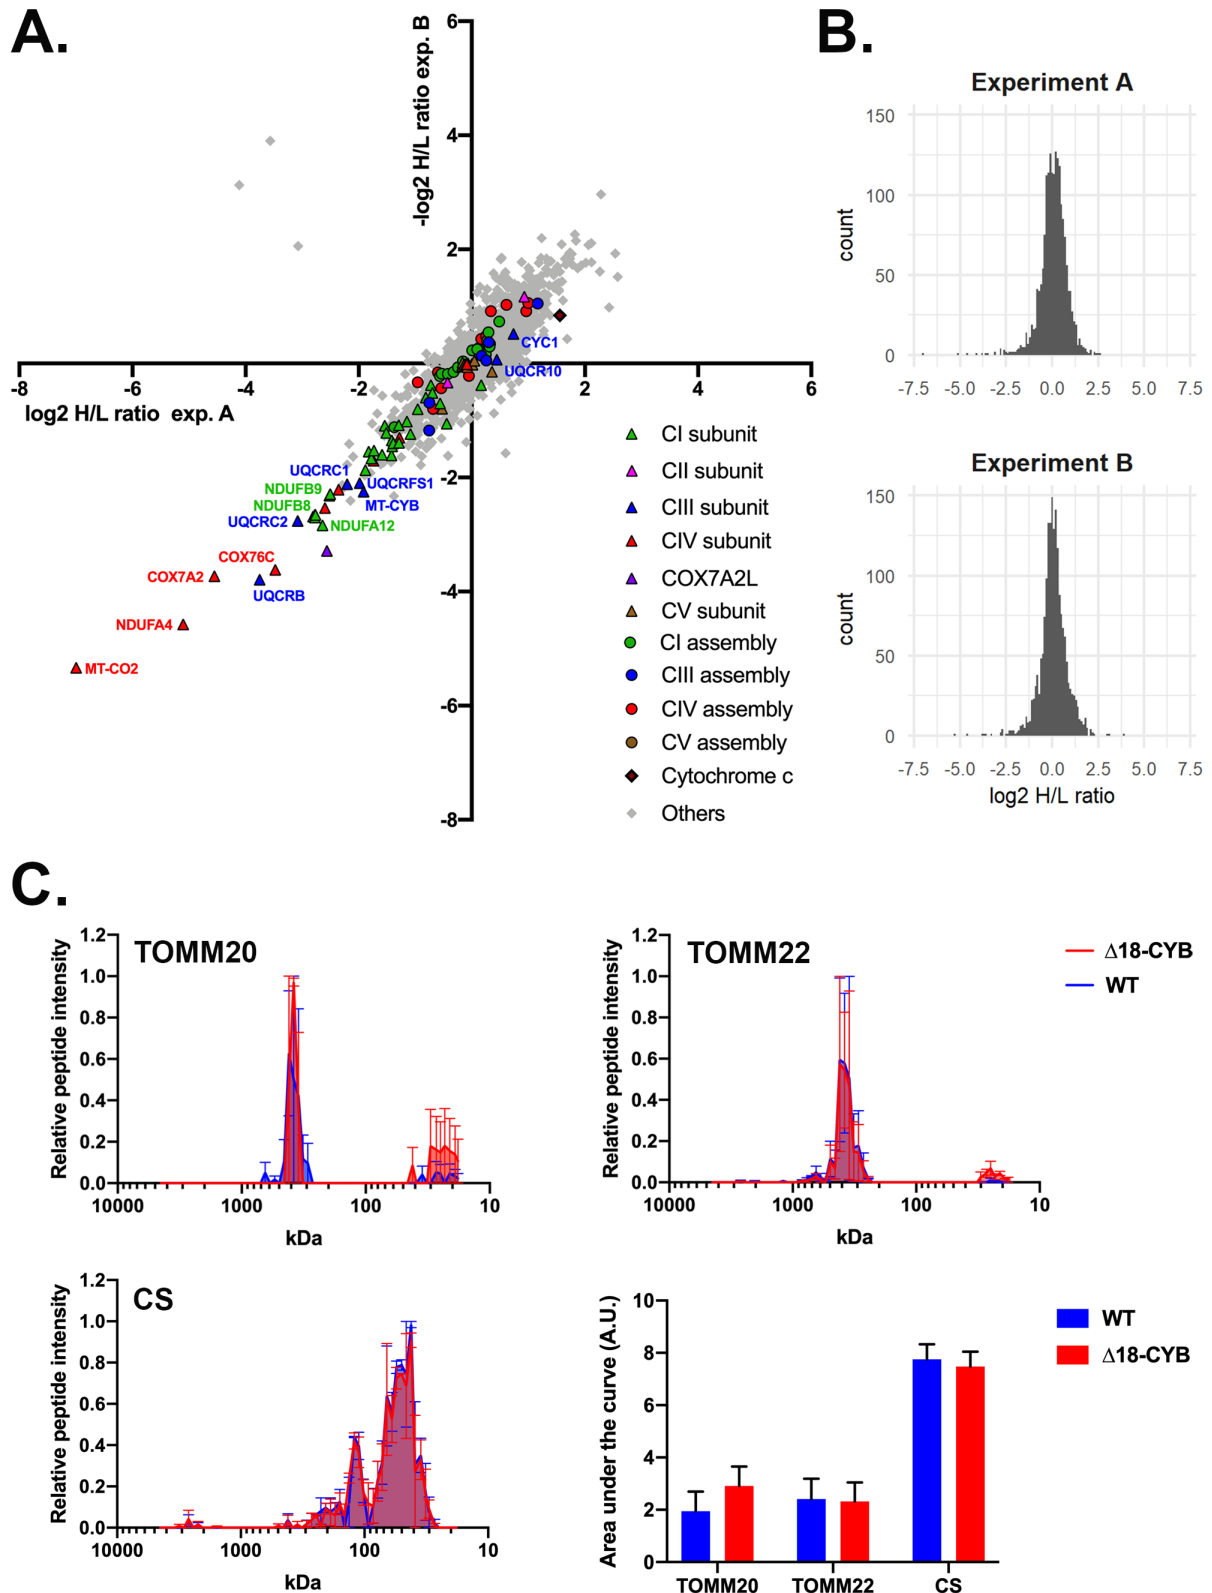 A.
B.
-log2 H/L ratio exp. B
6
4
2
-2
-4
-6
-8
-8
-6
-4
-2
2
4
6
log2 H/L ratio  exp. A
CYC1
UQCR10
UQCRC1
UQCRFS1
NDUFB9
MT-CYB
NDUFB8
UQCRC2
NDUFA12
COX76C
COX7A2
UQCRB
NDUFA4
MT-CO2
CI subunit
CII subunit
CIII subunit
CIV subunit
COX7A2L
CV subunit
CI assembly
CIII assembly
CIV assembly
CV assembly
Cytochrome c
Others
Experiment A
count
150
100
50
0
-7.5 -5.0 -2.5 0.0 2.5 5.0 7.5
Experiment B
count
150
100
50
0
-7.5 -5.0 -2.5 0.0 2.5 5.0 7.5
log2 H/L ratio
C.
TOMM20
Relative peptide intensity
1.2
1.0
0.8
0.6
0.4
0.2
0.0
10000 1000 100 10
kDa
TOMM22
Relative peptide intensity
1.2
1.0
0.8
0.6
0.4
0.2
0.0
10000 1000 100 10
kDa
Δ18-CYB
WT
CS
Relative peptide intensity
1.2
1.0
0.8
0.6
0.4
0.2
0.0
10000 1000 100 10
kDa
Area under the curve (A.U.)
10
8
6
4
2
0
TOMM20 TOMM22 CS
WT
Δ18-CYB